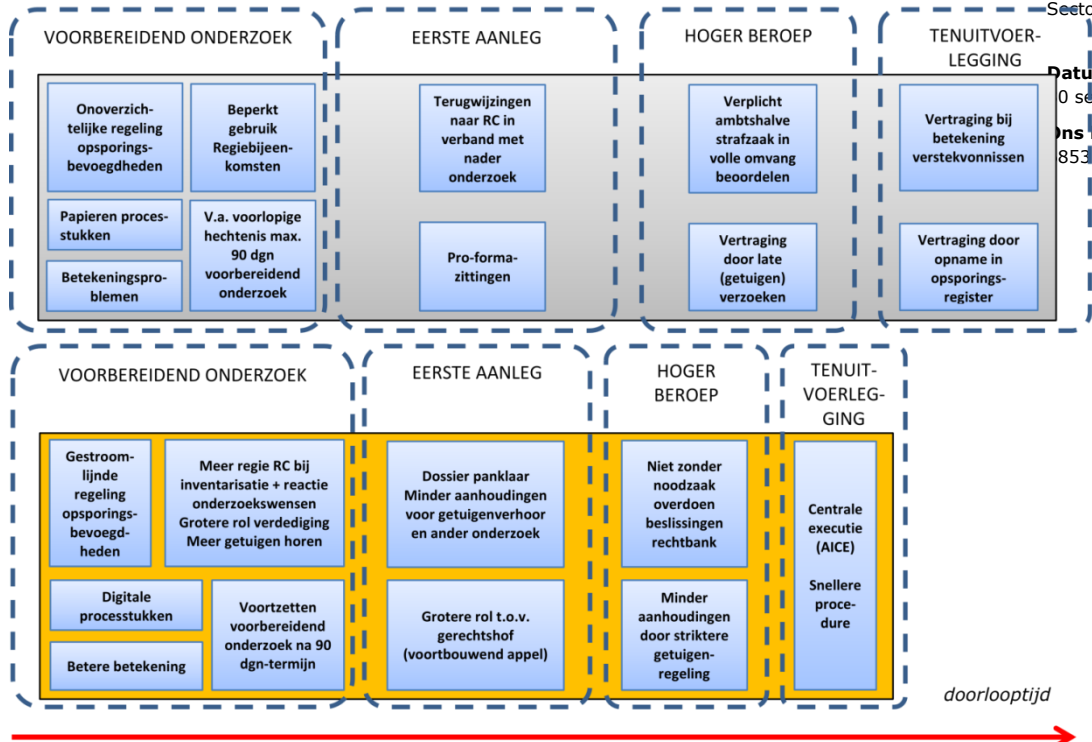 Secto
VOORBEREIDEND ONDERZOEK
EERSTE AANLEG
HOGER BEROEP
TENUITVOER-
LEGGING
Datu
0 se
Ons
853
Onoverzich-
telijke regeling
opsporings-
bevoegdheden
Beperkt
gebruik
Regiebijeen-
komsten
Papieren proces-
stukken
V.a. voorlopige
hechtenis max.
90 dgn
voorbereidend
onderzoek
Betekeningspro-
blemen
Terugwijzingen
naar RC in
verband met
nader
onderzoek
Pro-forma-
zittingen
Verplicht
ambtshalve
strafzaak in
volle omvang
beoordelen
Vertraging
door late
(getuigen)
verzoeken
Vertraging bij
betekening
verstekvonnissen
Vertraging door
opname in
opsporings-
register
VOORBEREIDEND ONDERZOEK
EERSTE AANLEG
HOGER
BEROEP
TENUIT-
VOERLEG-
GING
Gestroom-
lijnde
regeling
opsporings-
bevoegd-
heden
Meer regie RC bij
inventarisatie + reactie
onderzoekswensen
Grotere rol verdediging
Meer getuigen horen
Digitale
processtukken
Betere betekening
Voortzetten
voorbereidend
onderzoek na 90
dgn-termijn
Dossier panklaar
Minder aanhoudingen
voor getuigenverhoor
en ander onderzoek
Grotere rol t.o.v.
gerechtshof
(voortbouwend appel)
Niet zonder
noodzaak
overdoen
beslissingen
rechtbank
Minder
aanhoudingen
door striktere
getuigen-
regeling
Centrale
executie
(AICE)
Snellere
proce-
dure
doorlooptijd